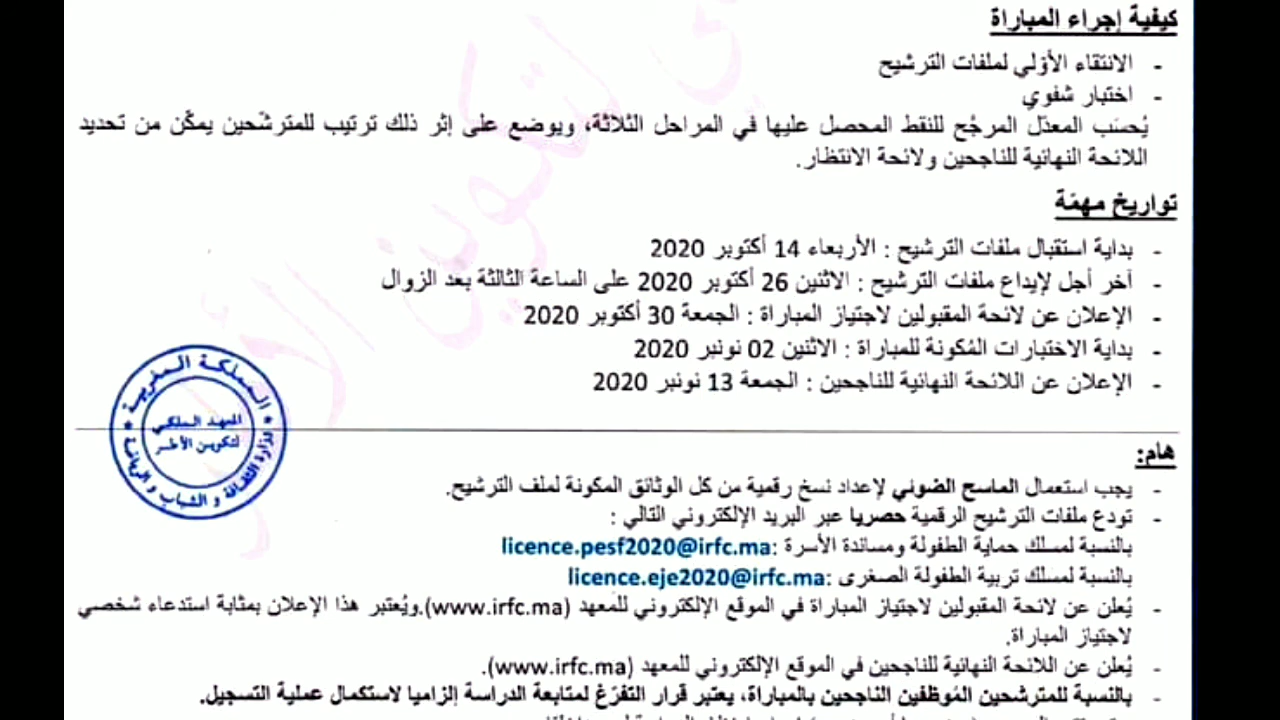 كيفية إجراء المباراة
- الانتقاء الأوّلي لملفات الترشيح
- اختبار شفوي
يُحسَب المعدّل المرجُح للنقط المحصل عليها في المراحل الثلاثة، ويوضع على إثر ذلك ترتيب للمترشّحين يمكّن من تحديد
اللائحة النهائية للناجحين ولائحة الانتظار.
تواريخ مهمّة
- بداية استقبال ملفات الترشيح : الأربعاء 14 أكتوبر 2020
- آخر أجل لإيداع ملفات الترشيح : الاثنين 26 أكتوبر 2020 على الساعة الثالثة بعد الزوال
- الإعلان عن لائحة المقبولين لاجتياز المباراة : الجمعة 30 أكتوبر 2020
- بداية الاختبارات المُكونة للمباراة : الاثنين 02 نونبر 2020
- الإعلان عن اللائحة النهائية للناجحين : الجمعة 13 نونبر 2020
المملكة المغربية
المعهد الملكي
لتكوين الأطر
وزارة الثقافة و الشباب و الرياضة
هام:
- يجب استعمال الماسح الضوئي لإعداد نسخ رقمية من كل الوثائق المكونة لملف الترشيح.
- تودع ملفات الترشيح الرقمية حصريا عبر البريد الإلكتروني التالي :
بالنسبة لمسلك حماية الطفولة ومساندة الأسرة :licence.pesf2020@irfc.ma
بالنسبة لمسلك تربية الطفولة الصغرى :licence.eje2020@irfc.ma
- يُعلن عن لائحة المقبولين لاجتياز المباراة في الموقع الإلكتروني للمَعهد (www.irfc.ma).ويُعتبر هذا الإعلان بمثابة استدعاء شخصي
لاجتياز المباراة.
- يُعلن عن اللائحة النهائية للناجحين في الموقع الإلكتروني للمعهد (www.irfc.ma).
- بالنسبة للمترشحين المُوظفين الناجحين بالمباراة، يعتبر قرار التفرّغ لمتابعة الدراسة إلزاميا لاستكمال عملية التسجيل.